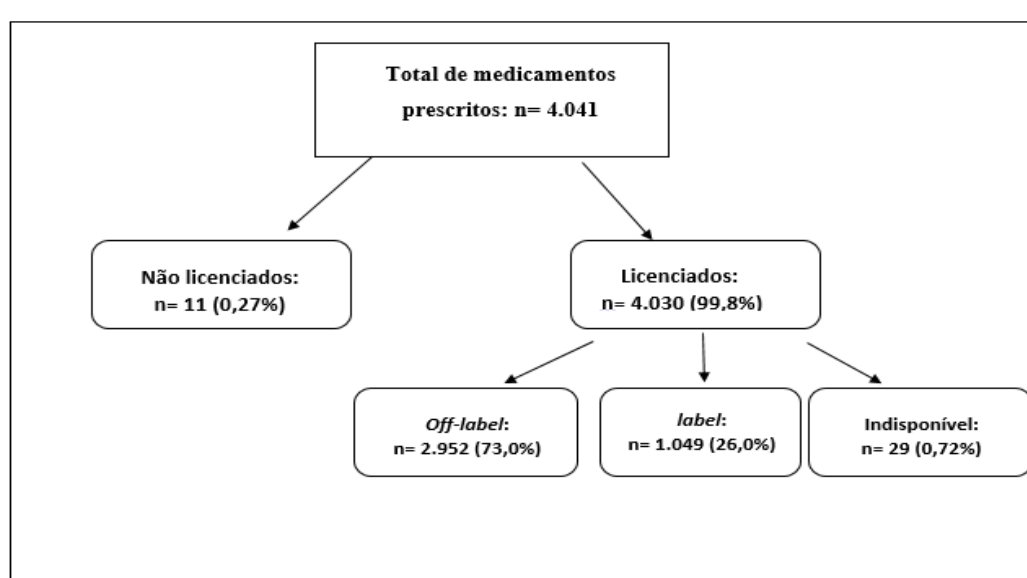 Total de medicamentos
prescritos: n= 4.041
Não licenciados:
n= 11 (0,27%)
Licenciados:
n= 4.030 (99,8%)
Off-label:
n= 2.952 (73,0%)
label:
n= 1.049 (26,0%)
Indisponível:
n= 29 (0,72%)